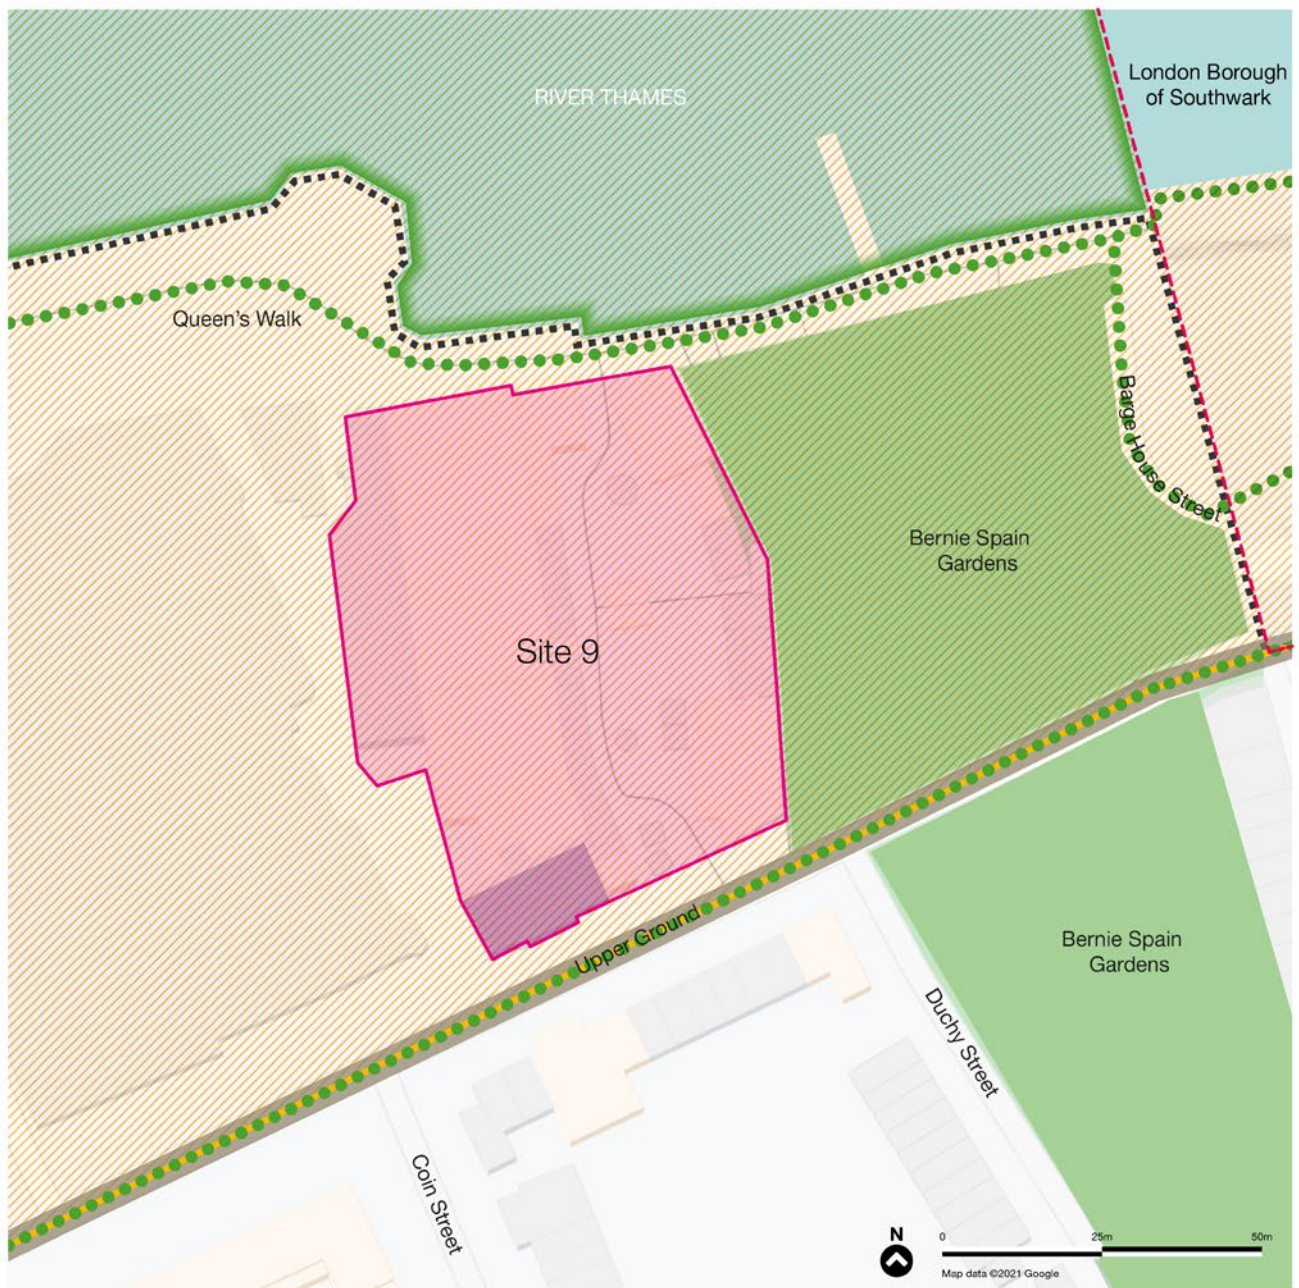 London Borough
of Southwark
RIVER THAMES
Queen's Walk
Barge House Street
Bernie Spain
Gardens
Site 9
Upper Ground
Bernie Spain
Gardens
Duchy Street
Coin Street
N
0 25m 50m
Map data ©2021 Google